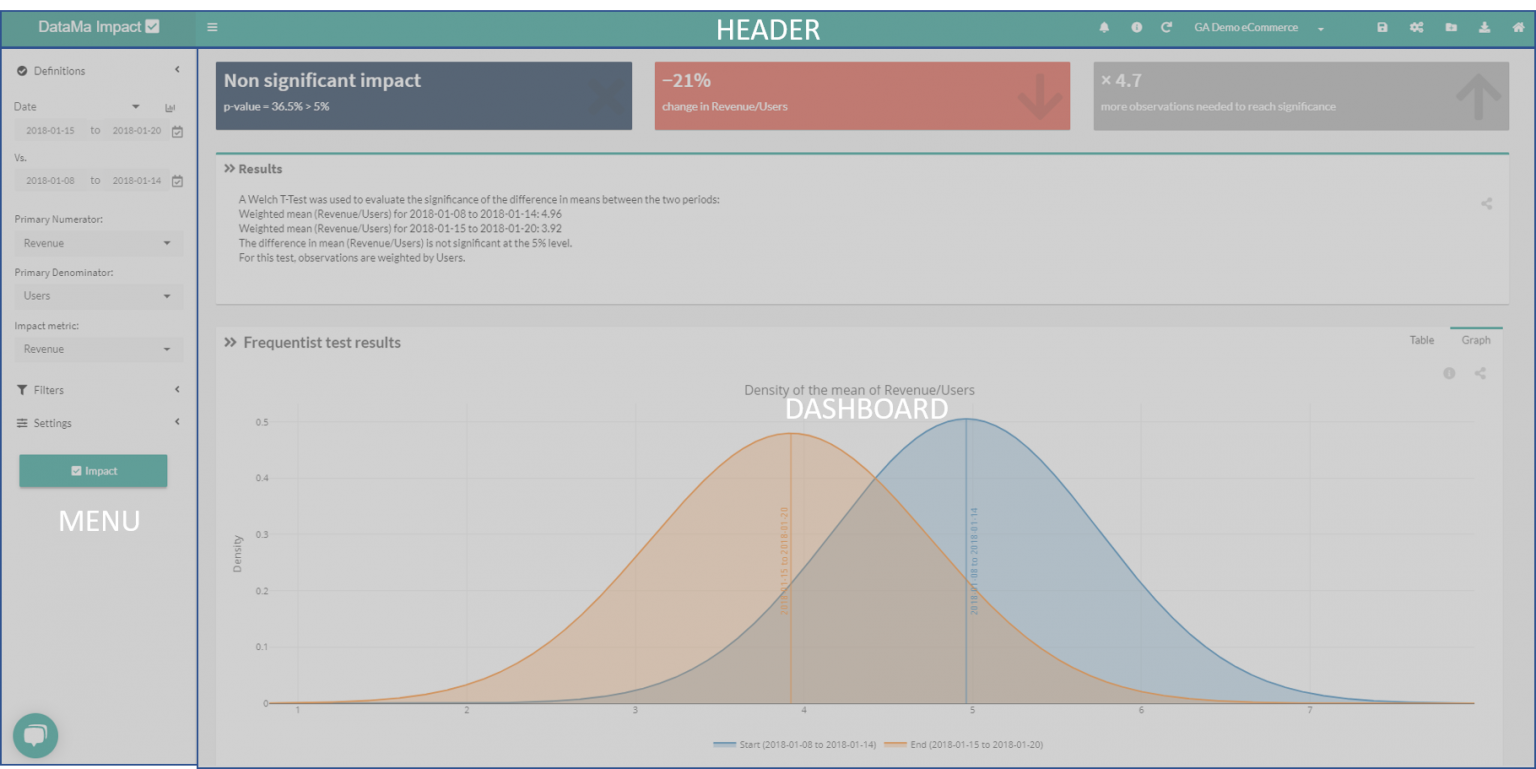 DataMa Impact
HEADER
GA Demo eCommerce
Definitions
Date
2018-01-15 to 2018-01-20
Vs.
2018-01-08 to 2018-01-14
Primary Numerator:
Revenue
Primary Denominator:
Users
Impact metric:
Revenue
Filters
Settings
Impact
MENU
Non significant impact
p-value = 36.5% > 5%
−21%
change in Revenue/Users
× 4.7
more observations needed to reach significance
» Results
A Welch T-Test was used to evaluate the significance of the difference in means between the two periods:
Weighted mean (Revenue/Users) for 2018-01-08 to 2018-01-14: 4.96
Weighted mean (Revenue/Users) for 2018-01-15 to 2018-01-20: 3.92
The difference in mean (Revenue/Users) is not significant at the 5% level.
For this test, observations are weighted by Users.
» Frequentist test results
Table Graph
Density of the mean of Revenue/Users
DASHBOARD
0.5
0.4
0.3
0.2
0.1
0
Density
2018-01-15 to 2018-01-20
2018-01-08 to 2018-01-14
1 2 3 4 5 6 7
Start (2018-01-08 to 2018-01-14) End (2018-01-15 to 2018-01-20)